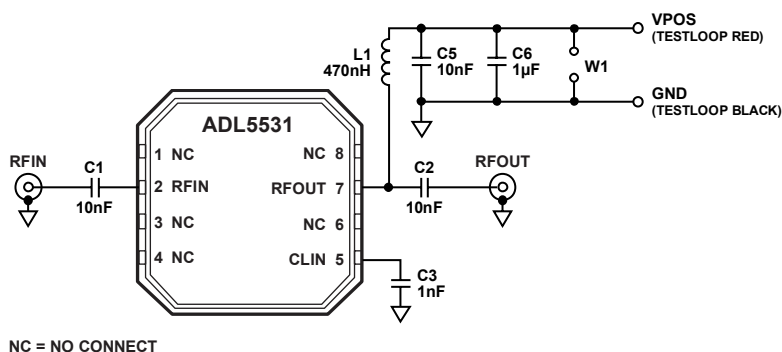 VPOS
(TESTLOOP RED)
L1
470nH
C5
10nF
C6
1µF
W1
GND
(TESTLOOP BLACK)
ADL5531
1 NC
NC 8
RFIN
C1
10nF
2 RFIN
RFOUT 7
C2
10nF
RFOUT
3 NC
NC 6
4 NC
CLIN 5
C3
1nF
NC = NO CONNECT